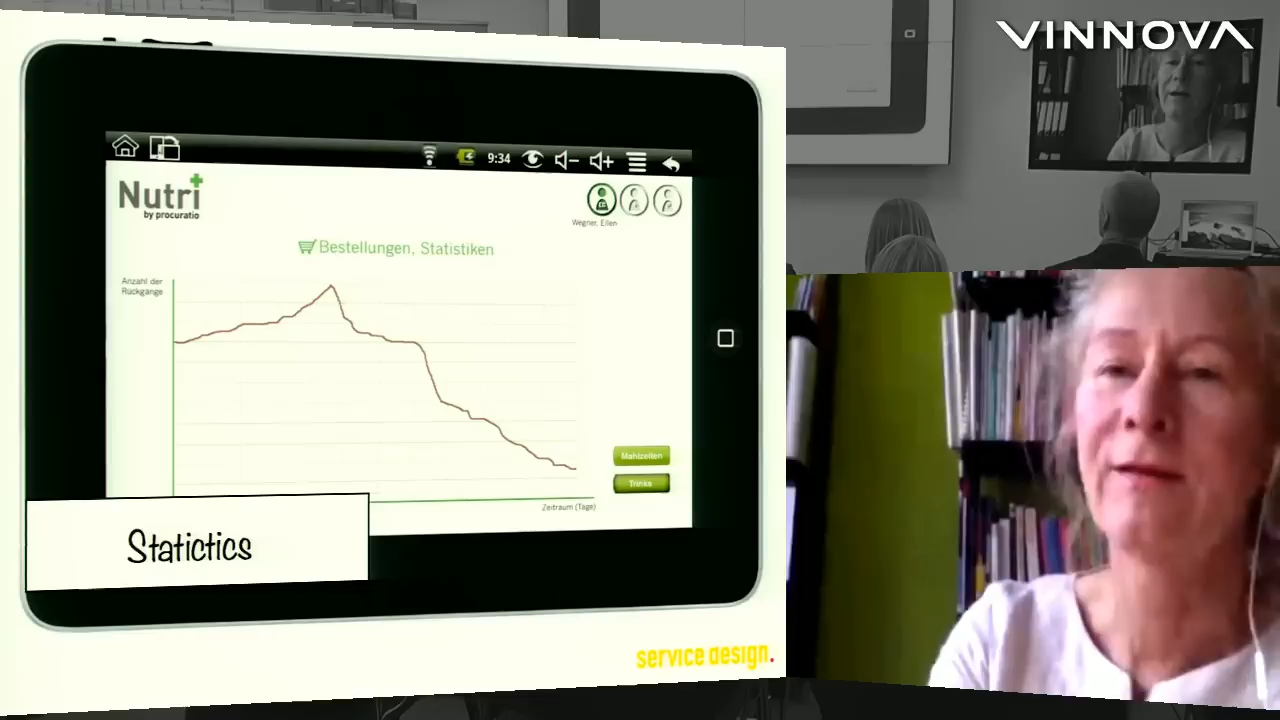 VINNOVA
9:34
Nutri
by procuratio
Wegner, Ellen
Bestellungen, Statistiken
Anzahl der
Rückgänge
Mahlzeiten
Trinks
Zeitraum (Tage)
Statictics
service design.